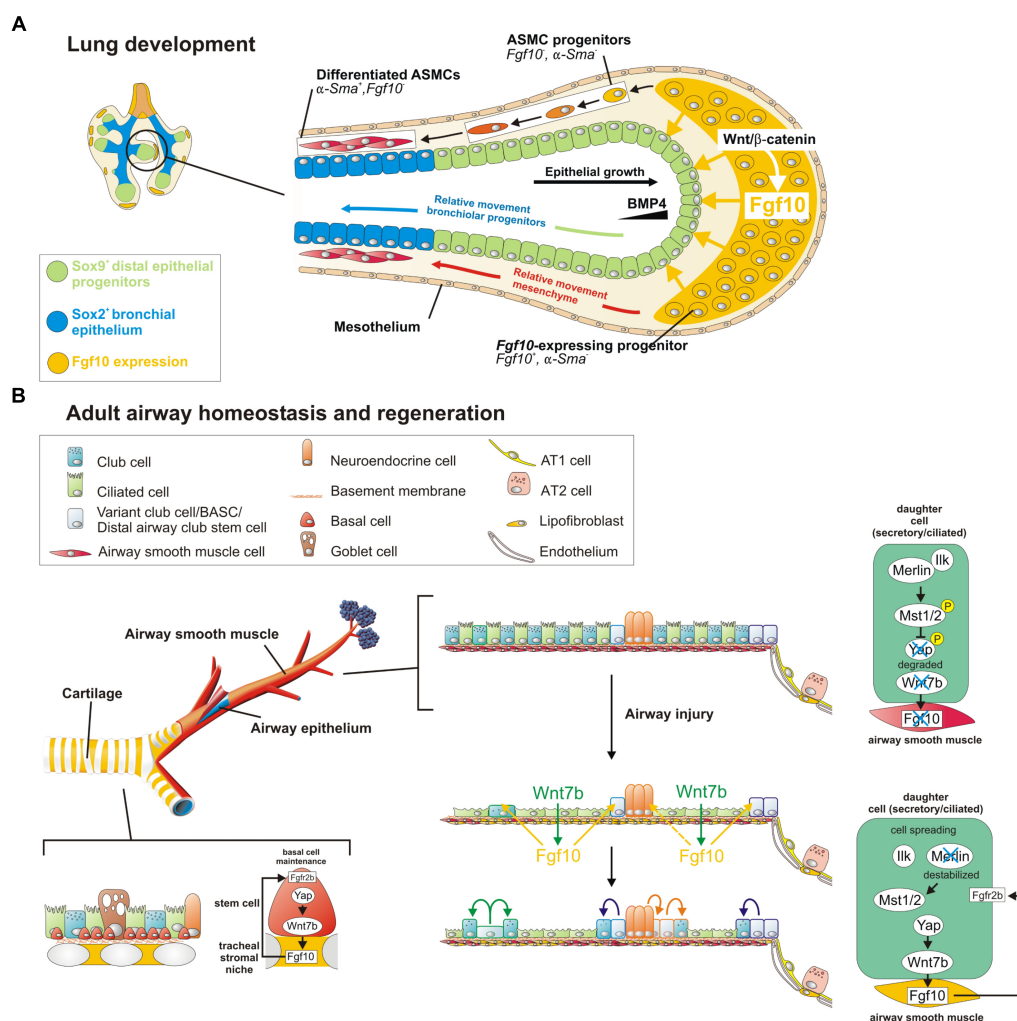 A
Lung development
ASMC progenitors
Fgf10⁻, α-Sma⁻
Differentiated ASMCs
α-Sma⁺,Fgf10⁻
Wnt/β-catenin
Epithelial growth
BMP4
Fgf10
Relative movement
bronchiolar progenitors
Relative movement
mesenchyme
Mesothelium
Fgf10-expressing progenitor
Fgf10⁺, α-Sma⁻
Sox9⁺ distal epithelial
progenitors
Sox2⁺ bronchial
epithelium
Fgf10 expression
B
Adult airway homeostasis and regeneration
Club cell
Ciliated cell
Variant club cell/BASC/
Distal airway club stem cell
Airway smooth muscle cell
Neuroendocrine cell
Basement membrane
Basal cell
Goblet cell
AT1 cell
AT2 cell
Lipofibroblast
Endothelium
daughter
cell (secretory/ciliated)
Merlin
Ilk
Mst1/2
P
Yap
P
degraded
Wnt7b
Fgf10
airway smooth muscle
Airway smooth muscle
Cartilage
Airway epithelium
Airway injury
Wnt7b
Wnt7b
Fgf10
Fgf10
basal cell
maintenance
Fgfr2b
stem cell
Yap
Wnt7b
tracheal
stromal
niche
Fgf10
daughter
cell (secretory/ciliated)
cell spreading
Ilk
Merlin
destabilized
Mst1/2
Fgfr2b
Yap
Wnt7b
Fgf10
airway smooth muscle